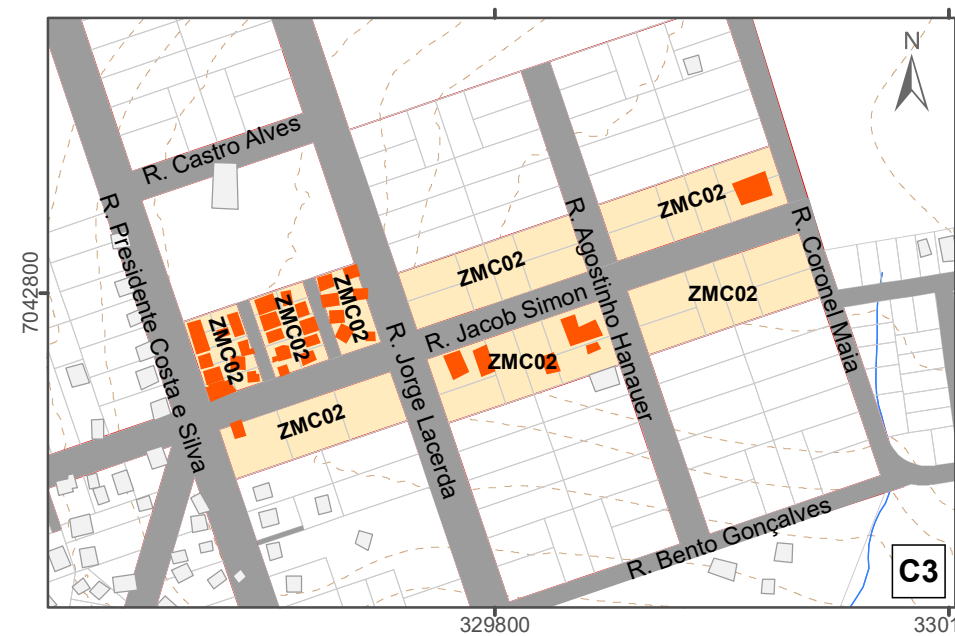 N
R. Castro Alves
R. Presidente Costa e Silva
R. Agostinho Hanauer
ZMC02
R. Coronel Maia
ZMC02
ZMC02
ZMC02
ZMC02
ZMC02
R. Jacob Simon
R. Jorge Lacerda
ZMC02
ZMC02
R. Bento Gonçalves
C3
7042800
329800
3301